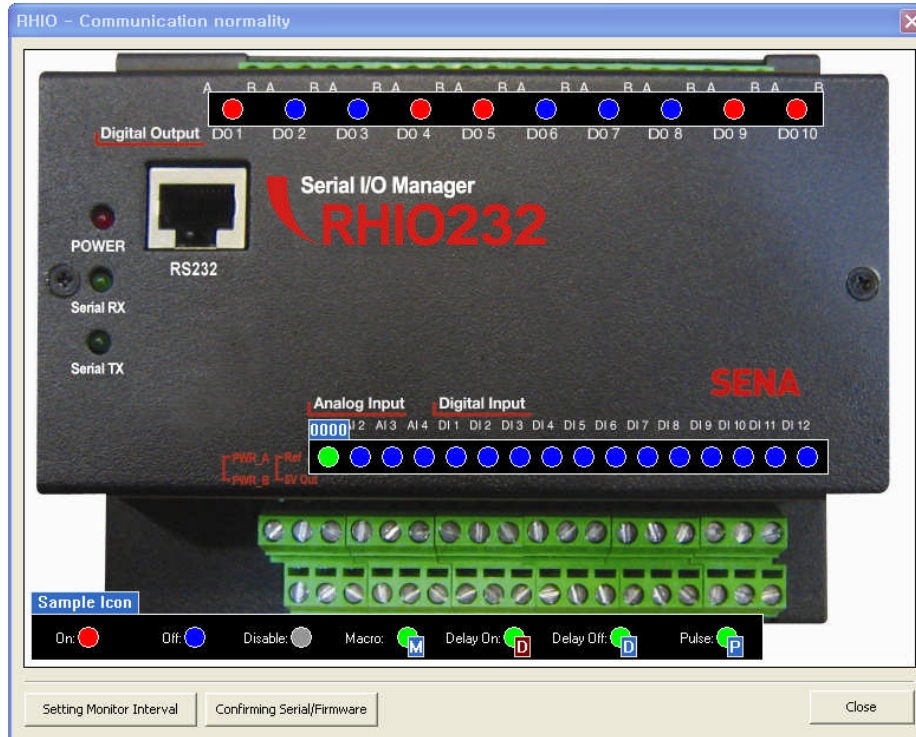 RHIO - Communication normality
A B A B A B A B A B A B A B A B A B A B
Digital Output DO 1 DO 2 DO 3 DO 4 DO 5 DO 6 DO 7 DO 8 DO 9 DO 10
Serial I/O Manager
RHIO232
POWER
RS232
Serial RX
Serial TX
SENA
Analog Input Digital Input
0000 AI 2 AI 3 AI 4 DI 1 DI 2 DI 3 DI 4 DI 5 DI 6 DI 7 DI 8 DI 9 DI 10 DI 11 DI 12
PWR_A Ref
PWR_B 5V Out
Sample Icon
On: Off: Disable: Macro: M Delay On: D Delay Off: D Pulse: P
Setting Monitor Interval Confirming Serial/Firmware Close